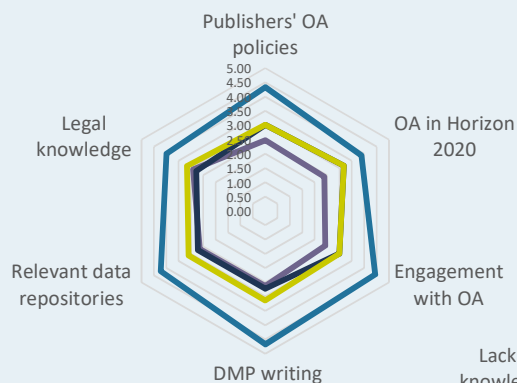 Publishers' OA
policies
5.00
4.50
4.00
3.50
3.00
2.50
2.00
1.50
1.00
0.50
0.00
Legal
knowledge
OA in Horizon
2020
Relevant data
repositories
Engagement
with OA
DMP writing
Lack
knowle